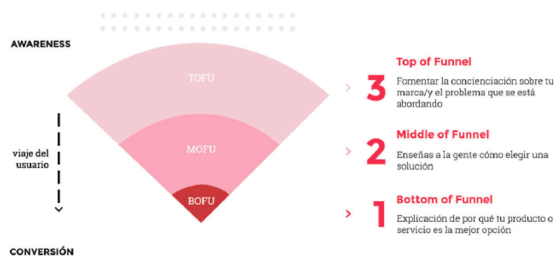 AWARENESS
TOFU
MOFU
BOFU
viaje del
usuario
CONVERSIÓN
3
Top of Funnel
Fomentar la concienciación sobre tu
marca/y el problema que se está
abordando
2
Middle of Funnel
Enseñas a la gente cómo elegir una
solución
1
Bottom of Funnel
Explicación de por qué tu producto o
servicio es la mejor opción